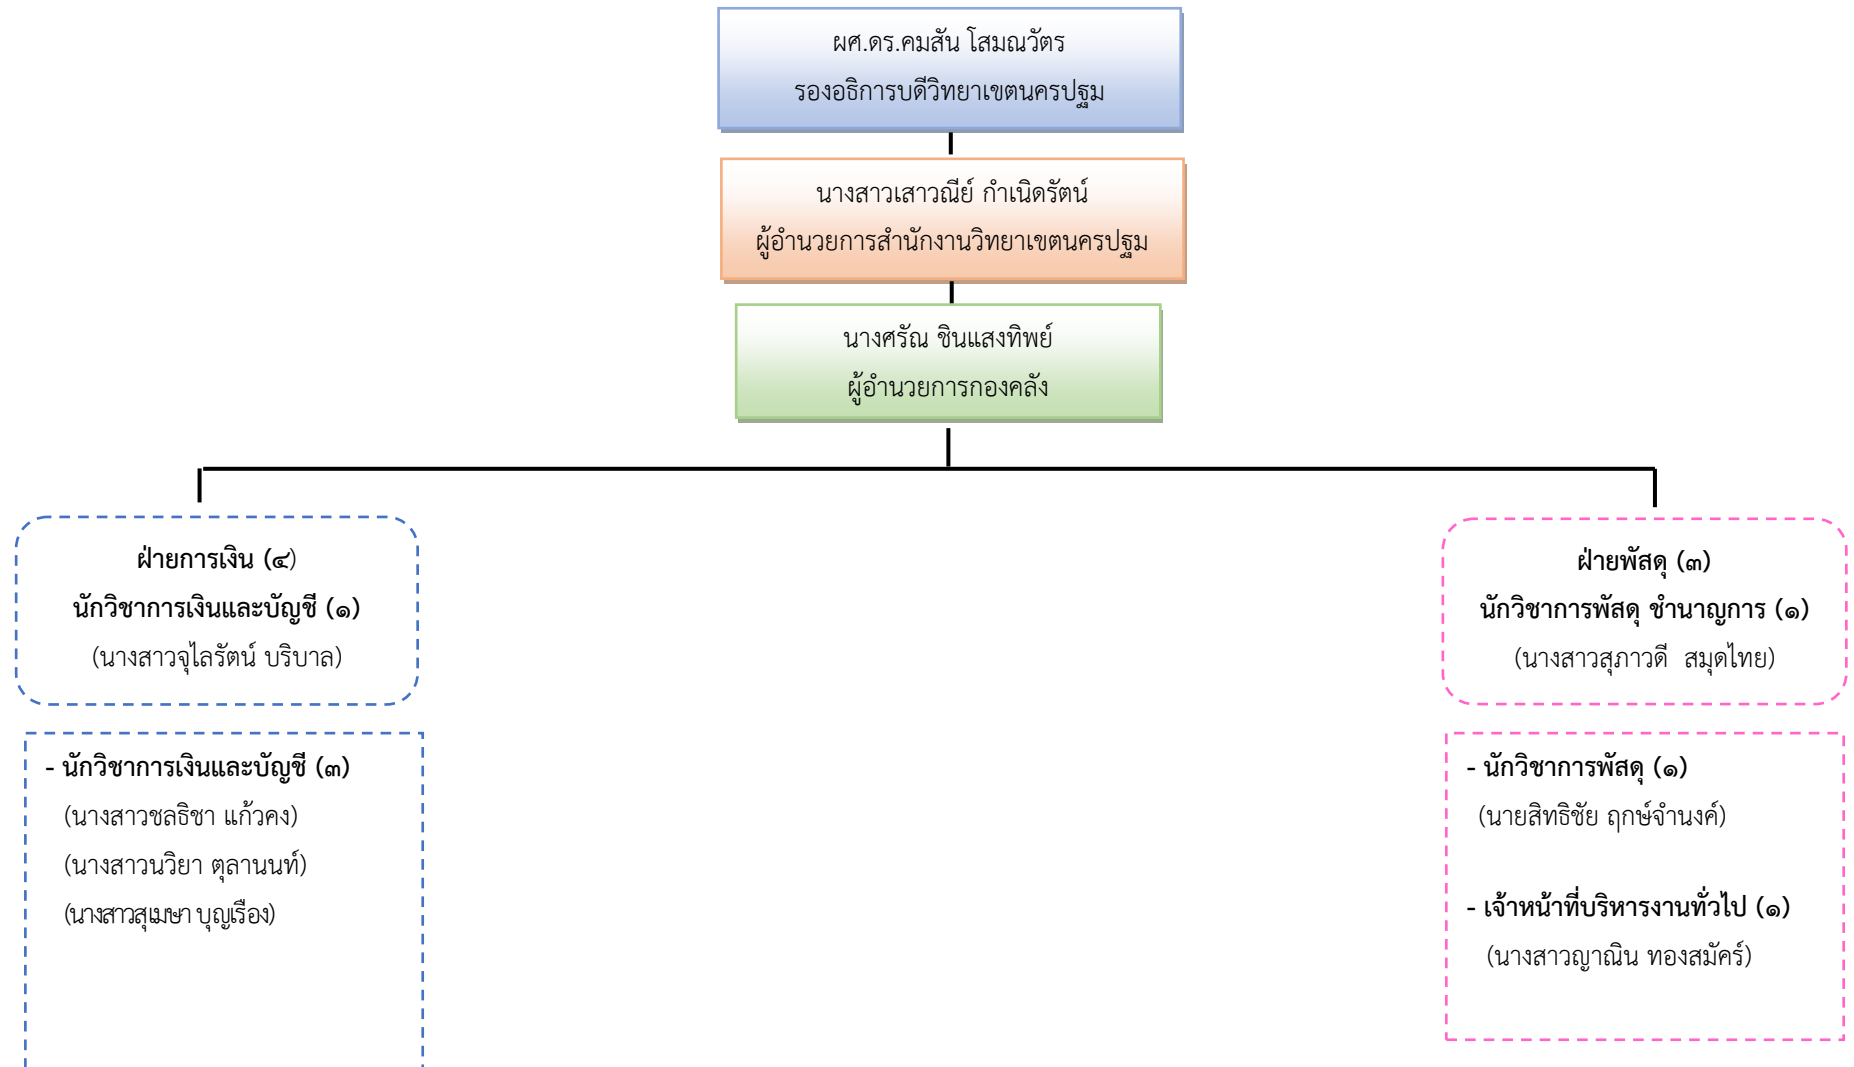 ผศ.ดร.คมสัน โสมณวัตร
รองอธิการบดีวิทยาเขตนครปฐม
นางสาวเสาวณีย์ กำเนิดรัตน์
ผู้อำนวยการสำนักงานวิทยาเขตนครปฐม
นางศรัณ ชินแสงทิพย์
ผู้อำนวยการกองคลัง
ฝ่ายการเงิน (๔)
นักวิชาการเงินและบัญชี (๑)
(นางสาวจุไลรัตน์ บริบาล)
- นักวิชาการเงินและบัญชี (๓)
(นางสาวชลธิชา แก้วคง)
(นางสาวนวิยา ตุลานนท์)
(นางสาวสุเมษา บุญเรือง)
ฝ่ายพัสดุ (๓)
นักวิชาการพัสดุ ชำนาญการ (๑)
(นางสาวสุภาวดี สมุดไทย)
- นักวิชาการพัสดุ (๑)
(นายสิทธิชัย ฤกษ์จำนงค์)
- เจ้าหน้าที่บริหารงานทั่วไป (๑)
(นางสาวญาณิน ทองสมัคร์)